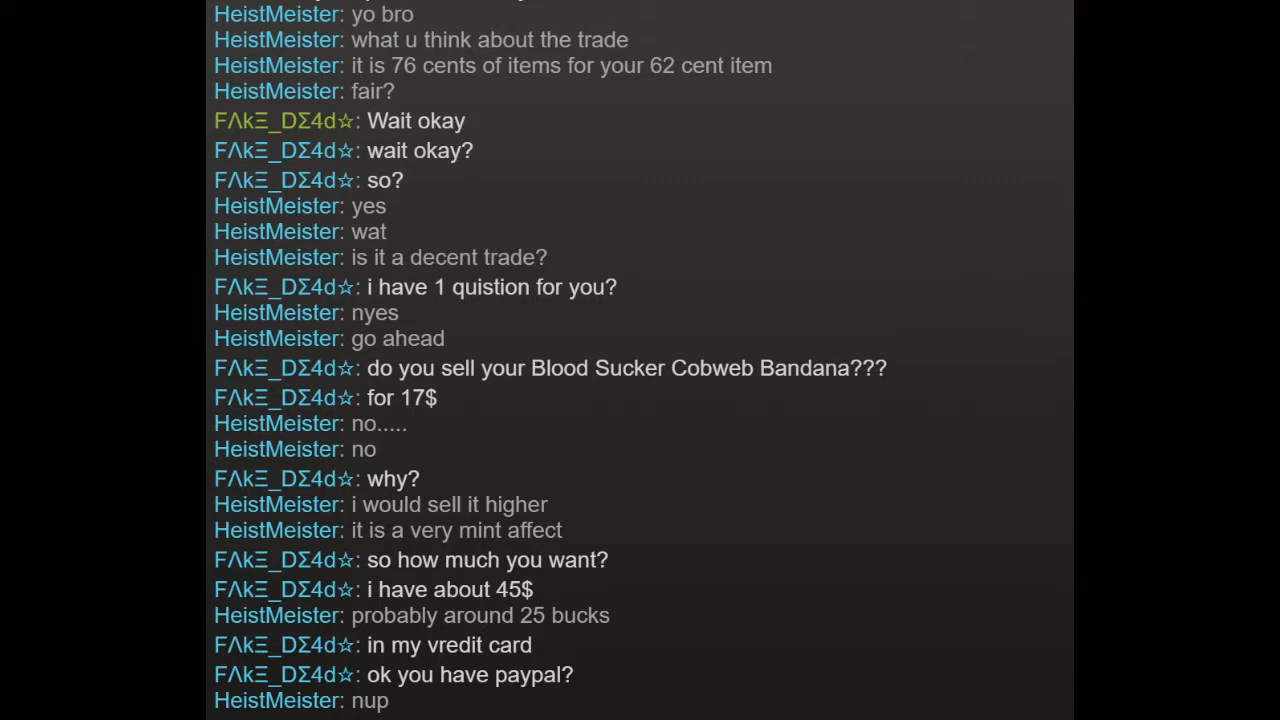 HeistMeister: yo bro
HeistMeister: what u think about the trade
HeistMeister: it is 76 cents of items for your 62 cent item
HeistMeister: fair?
FΛkΞ_DΣ4d☆: Wait okay
FΛkΞ_DΣ4d☆: wait okay?
FΛkΞ_DΣ4d☆: so?
HeistMeister: yes
HeistMeister: wat
HeistMeister: is it a decent trade?
FΛkΞ_DΣ4d☆: i have 1 quistion for you?
HeistMeister: nyes
HeistMeister: go ahead
FΛkΞ_DΣ4d☆: do you sell your Blood Sucker Cobweb Bandana???
FΛkΞ_DΣ4d☆: for 17$
HeistMeister: no.....
HeistMeister: no
FΛkΞ_DΣ4d☆: why?
HeistMeister: i would sell it higher
HeistMeister: it is a very mint affect
FΛkΞ_DΣ4d☆: so how much you want?
FΛkΞ_DΣ4d☆: i have about 45$
HeistMeister: probably around 25 bucks
FΛkΞ_DΣ4d☆: in my vredit card
FΛkΞ_DΣ4d☆: ok you have paypal?
HeistMeister: nup